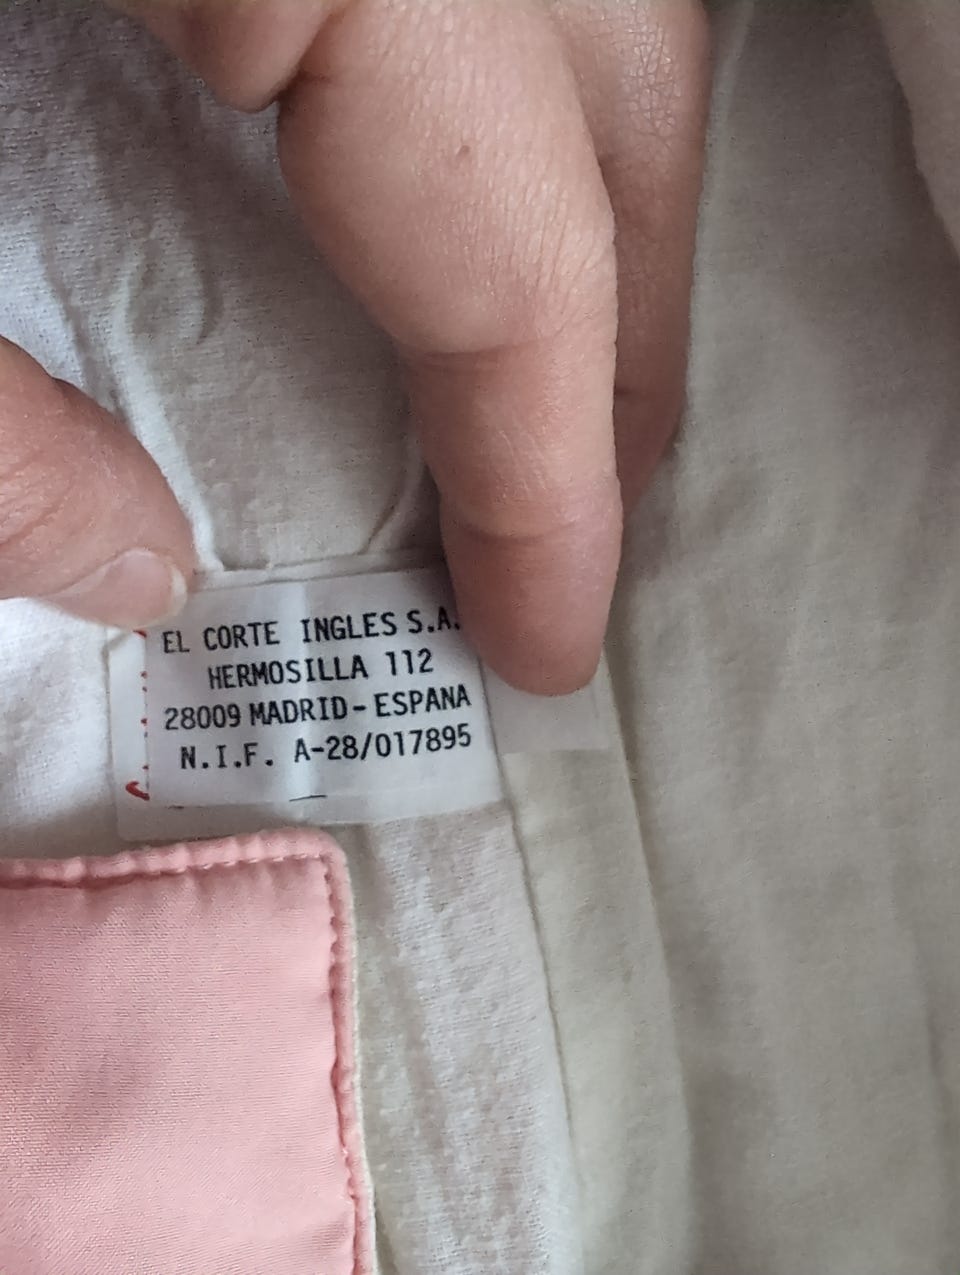 EL CORTE INGLES S.A.
HERMOSILLA 112
28009 MADRID-ESPANA
N.I.F. A-28/017895